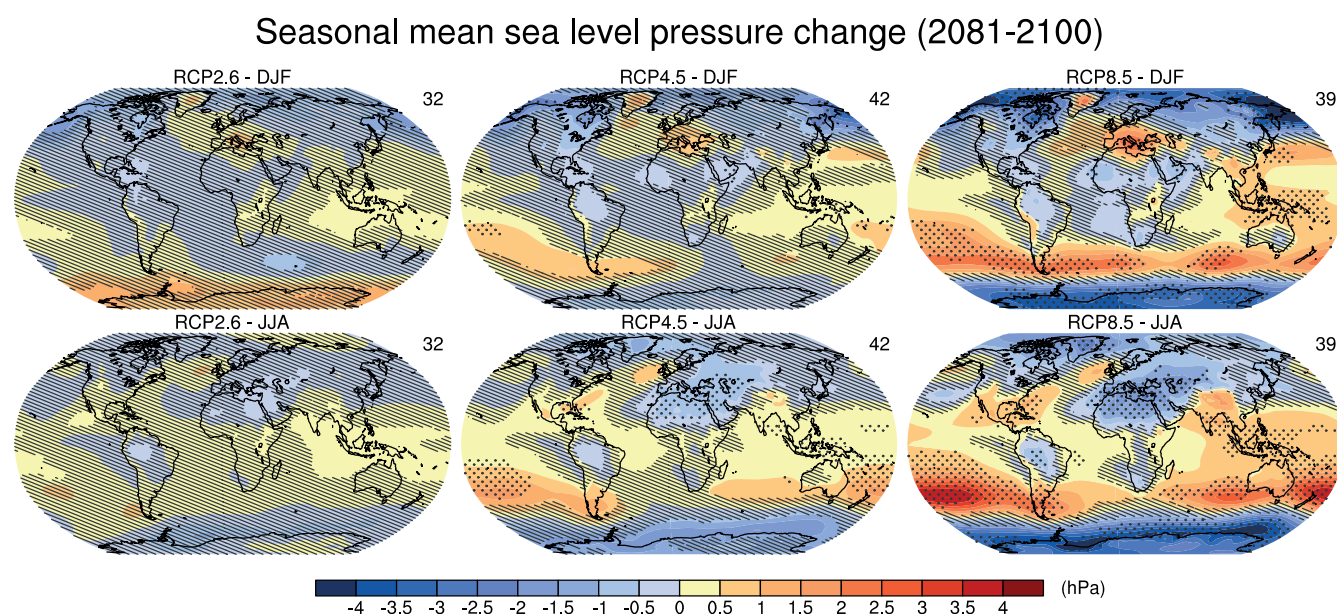 Seasonal mean sea level pressure change (2081-2100)
RCP2.6 - DJF
32
RCP4.5 - DJF
42
RCP8.5 - DJF
39
RCP2.6 - JJA
32
RCP4.5 - JJA
42
RCP8.5 - JJA
39
(hPa)
-4 -3.5 -3 -2.5 -2 -1.5 -1 -0.5 0 0.5 1 1.5 2 2.5 3 3.5 4